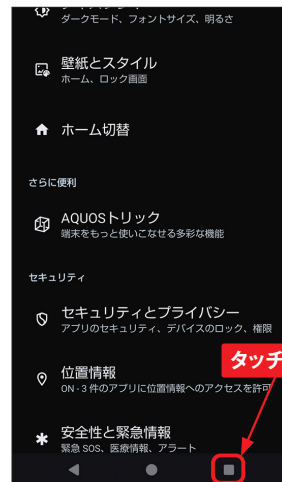 ダークモード、フォントサイズ、明るさ
壁紙とスタイル
ホーム、ロック画面
ホーム切替
さらに便利
AQUOSトリック
端末をもっと使いこなせる多彩な機能
セキュリティ
セキュリティとプライバシー
アプリのセキュリティ、デバイスのロック、権限
位置情報
ON - 3 件のアプリに位置情報へのアクセスを許可
タッチ
安全性と緊急情報
緊急 SOS、医療情報、アラート